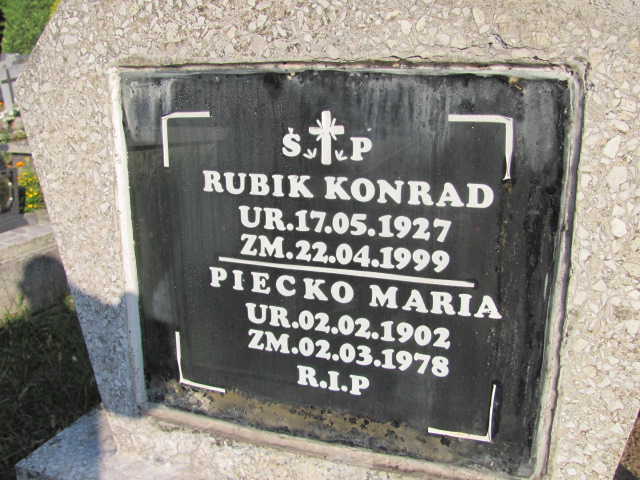 Ś P
RUBIK KONRAD
UR.17.05.1927
ZM.22.04.1999
PIECKO MARIA
UR.02.02.1902
ZM.02.03.1978
R.I.P